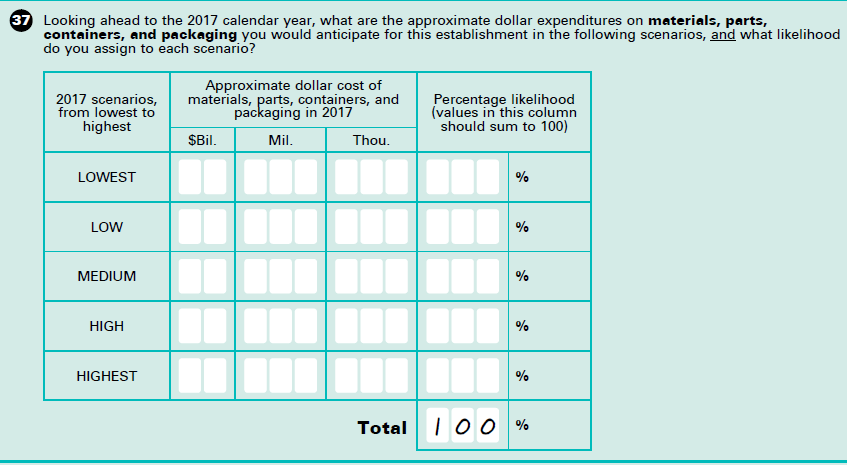 37 Looking ahead to the 2017 calendar year, what are the approximate dollar expenditures on materials, parts,
containers, and packaging you would anticipate for this establishment in the following scenarios, and what likelihood
do you assign to each scenario?
2017 scenarios,
from lowest to
highest
Approximate dollar cost of
materials, parts, containers, and
packaging in 2017
Percentage likelihood
(values in this column
should sum to 100)
$Bil. Mil. Thou.
LOWEST %
LOW %
MEDIUM %
HIGH %
HIGHEST %
Total 100 %